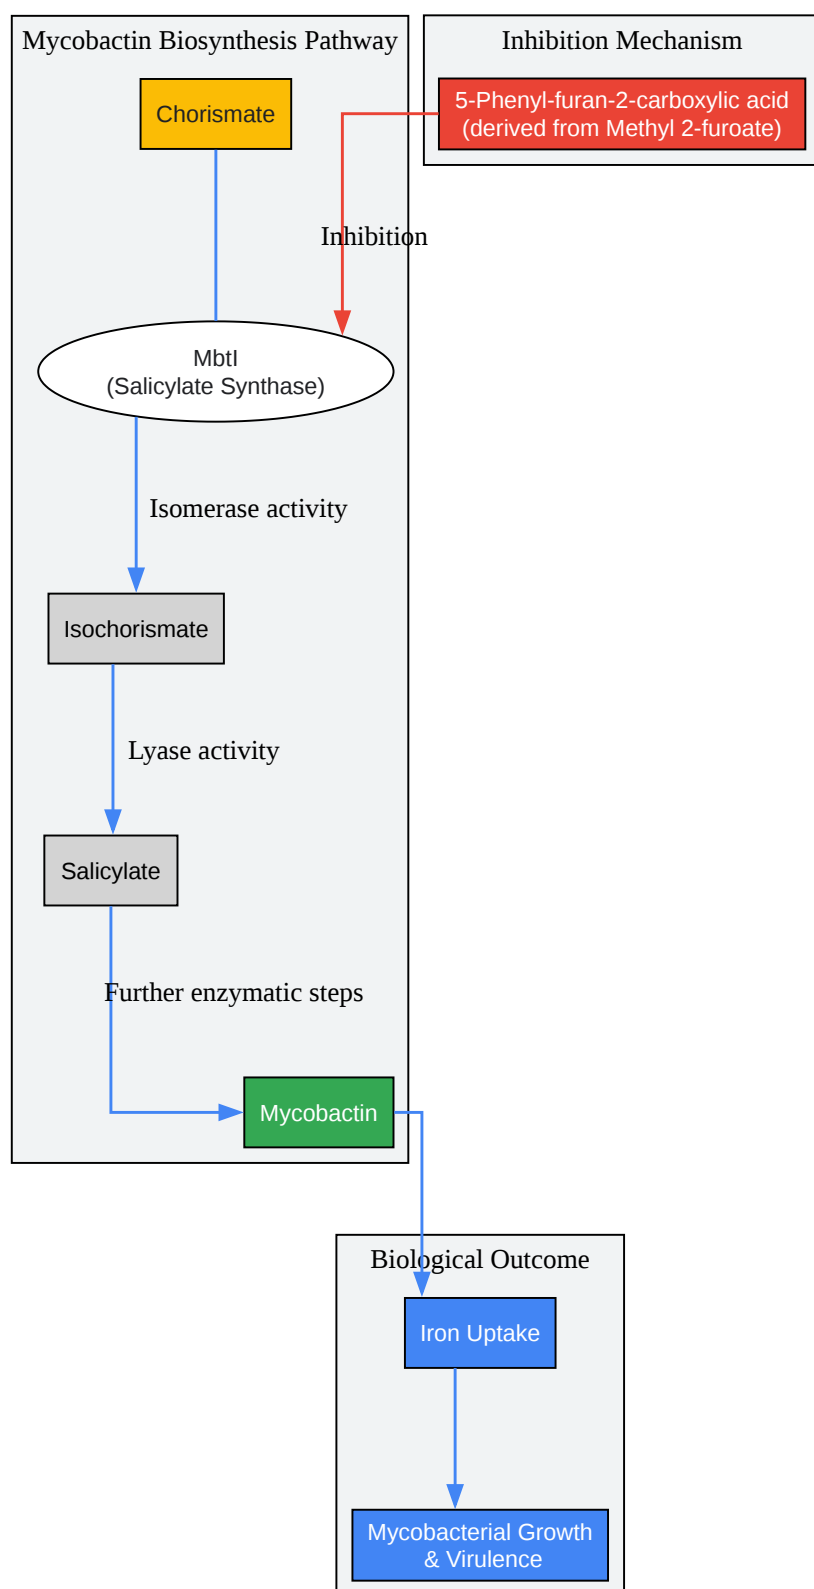 Mycobactin Biosynthesis Pathway
Inhibition Mechanism
Chorismate
5-Phenyl-furan-2-carboxylic acid
(derived from Methyl 2-furoate)
Inhibition
MbtI
(Salicylate Synthase)
Isomerase activity
Isochorismate
Lyase activity
Salicylate
Further enzymatic steps
Mycobactin
Biological Outcome
Iron Uptake
Mycobacterial Growth
& Virulence